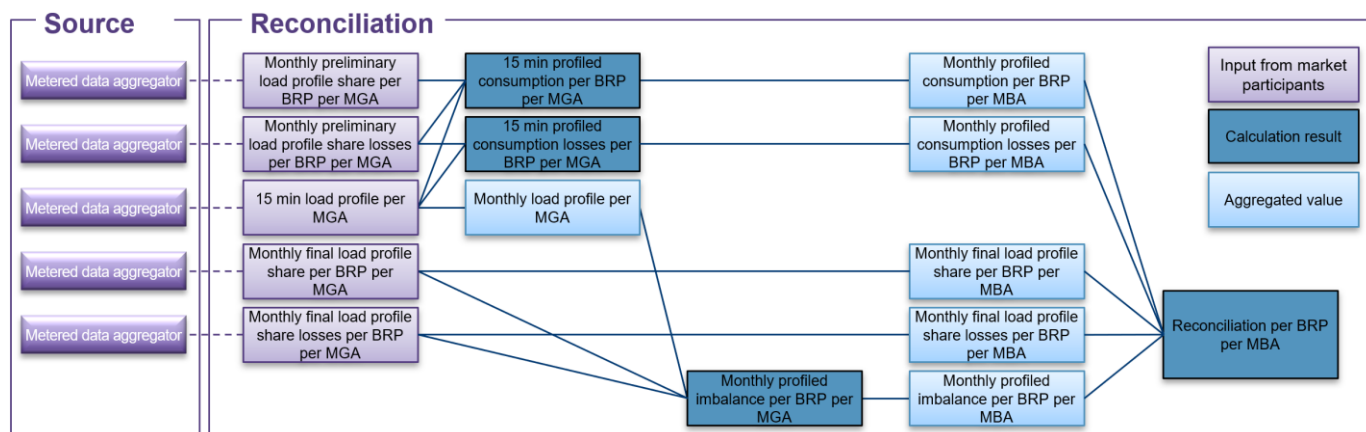 Source
Reconciliation
Metered data aggregator
Monthly preliminary
load profile share per
BRP per MGA
15 min profiled
consumption per BRP
per MGA
Monthly profiled
consumption per BRP
per MBA
Input from market
participants
Metered data aggregator
Monthly preliminary
load profile share losses
per BRP per MGA
15 min profiled
consumption losses per
BRP per MGA
Monthly profiled
consumption losses per
BRP per MBA
Calculation result
Metered data aggregator
15 min load profile per
MGA
Monthly load profile per
MGA
Aggregated value
Metered data aggregator
Monthly final load profile
share per BRP per
MGA
Monthly final load profile
share per BRP per
MBA
Metered data aggregator
Monthly final load profile
share losses per BRP
per MGA
Monthly final load profile
share losses per BRP
per MBA
Reconciliation per BRP
per MBA
Monthly profiled
imbalance per BRP per
MGA
Monthly profiled
imbalance per BRP per
MBA